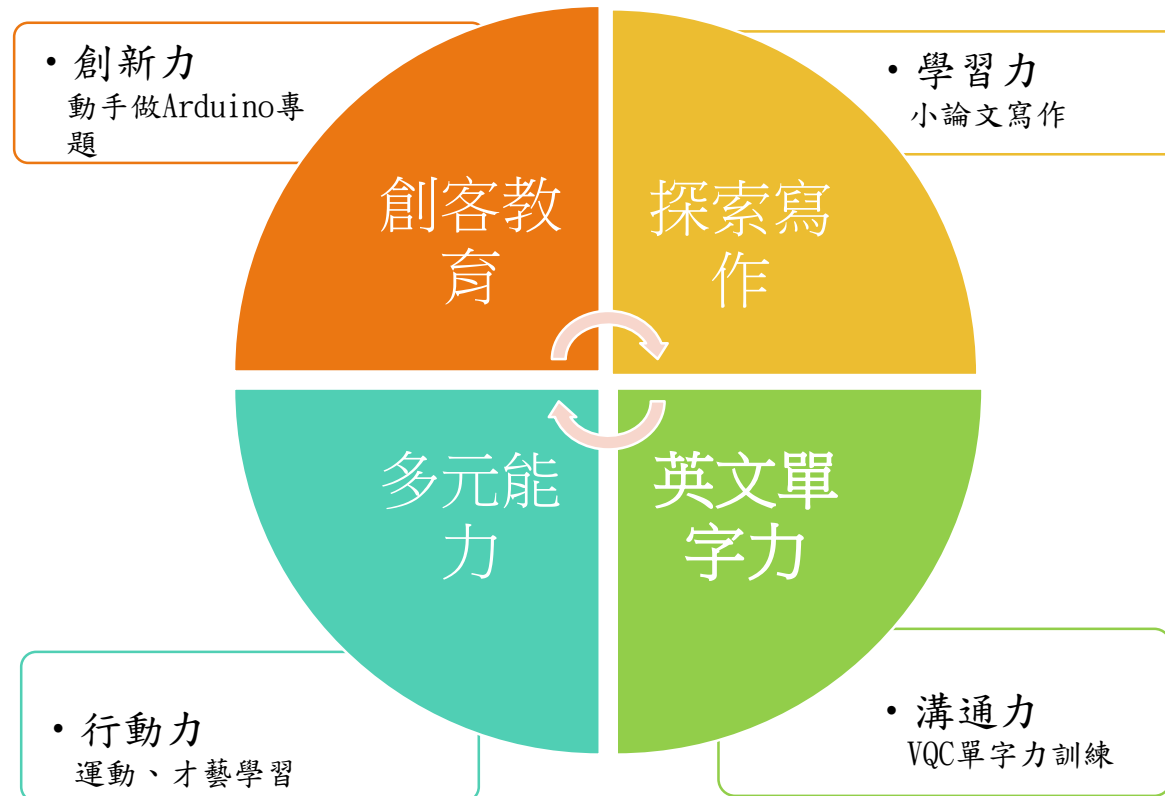 • 創新力
動手做Arduino專
題
• 學習力
小論文寫作
創客教
育
探索寫
作
多元能
力
英文單
字力
• 行動力
運動、才藝學習
• 溝通力
VQC單字力訓練